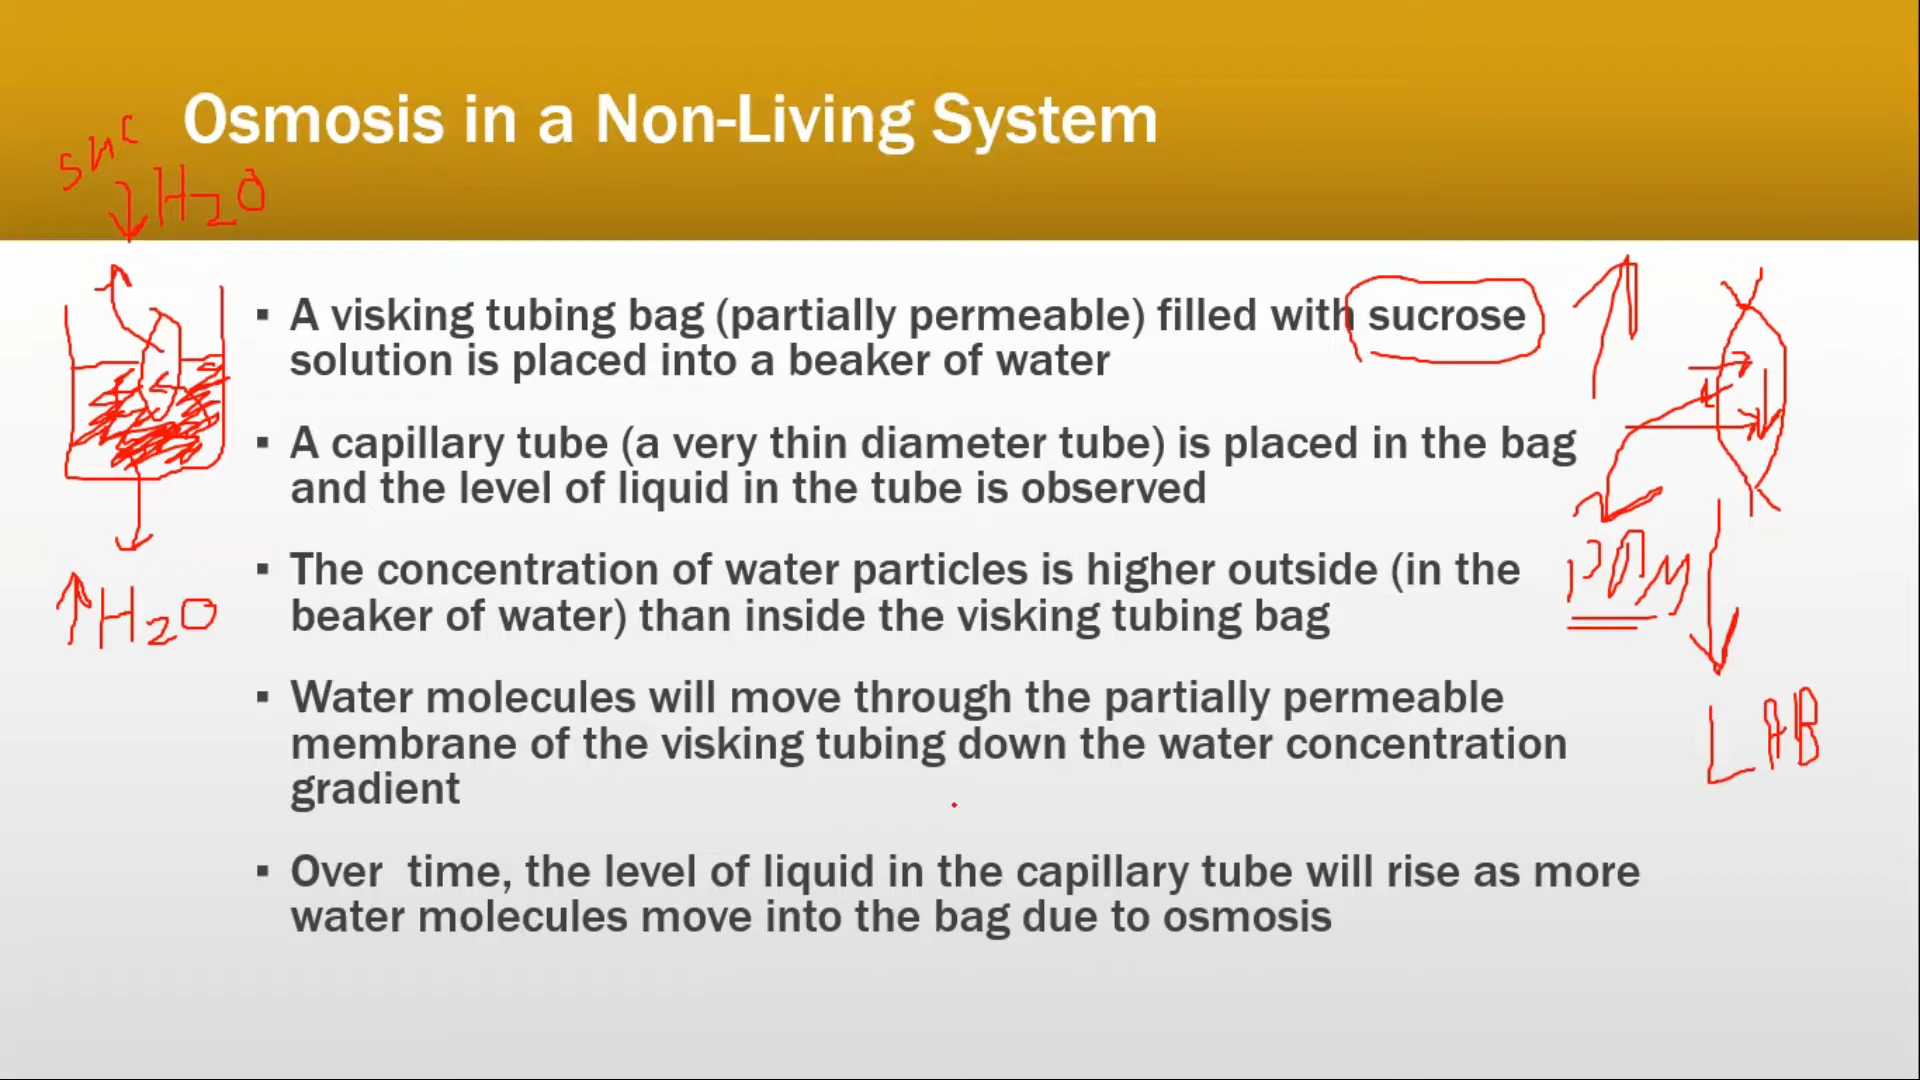 Osmosis in a Non-Living System
suc
↓H2O
▪ A visking tubing bag (partially permeable) filled with sucrose
solution is placed into a beaker of water
▪ A capillary tube (a very thin diameter tube) is placed in the bag
and the level of liquid in the tube is observed
▪ The concentration of water particles is higher outside (in the
beaker of water) than inside the visking tubing bag
↑H2O
▪ Water molecules will move through the partially permeable
membrane of the visking tubing down the water concentration
gradient
▪ Over  time, the level of liquid in the capillary tube will rise as more
water molecules move into the bag due to osmosis
LAB